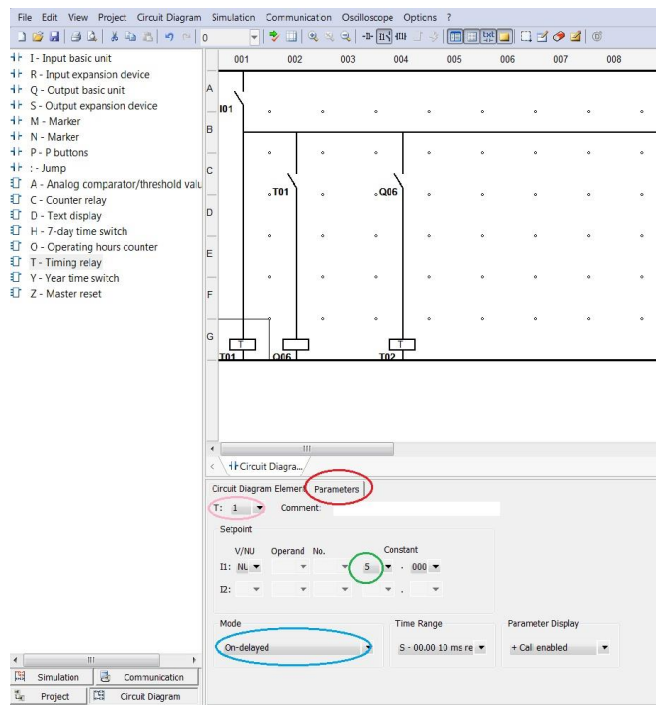 File Edit View Project Circuit Diagram Simulation Communication Oscilloscope Options ?
0
I - Input basic unit
R - Input expansion device
Q - Output basic unit
S - Output expansion device
M - Marker
N - Marker
P - P buttons
: - Jump
A - Analog comparator/threshold valu
C - Counter relay
D - Text display
H - 7-day time switch
O - Operating hours counter
T - Timing relay
Y - Year time switch
Z - Master reset
001 002 003 004 005 006 007 008
A
I01
B
C
T01 Q06
D
E
F
G
T T
T01 Q06 T02
Circuit Diagra...
Circuit Diagram Element Parameters
T: 1 Comment:
Setpoint
V/NU Operand No. Constant
I1: NU 5 . 000
I2: .
Mode Time Range Parameter Display
On-delayed S - 00.00 10 ms re + Call enabled
Simulation Communication
Project Circuit Diagram